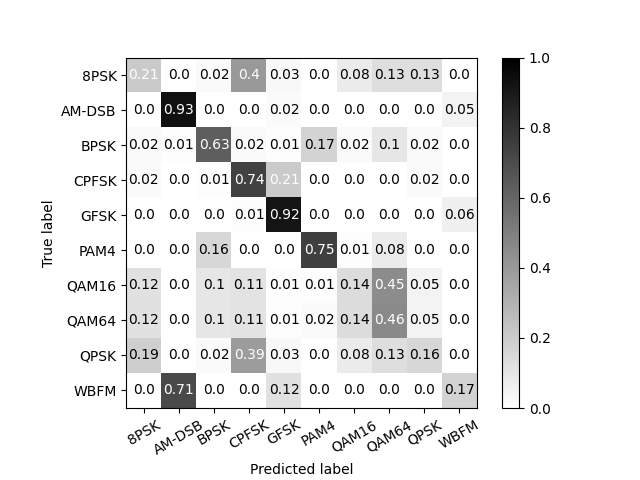 8PSK 0.21 0.0 0.02 0.4 0.03 0.0 0.08 0.13 0.13 0.0
AM-DSB 0.0 0.93 0.0 0.0 0.02 0.0 0.0 0.0 0.0 0.05
BPSK 0.02 0.01 0.63 0.02 0.01 0.17 0.02 0.1 0.02 0.0
CPFSK 0.02 0.0 0.01 0.74 0.21 0.0 0.0 0.0 0.02 0.0
GFSK 0.0 0.0 0.0 0.01 0.92 0.0 0.0 0.0 0.0 0.06
PAM4 0.0 0.0 0.16 0.0 0.0 0.75 0.01 0.08 0.0 0.0
QAM16 0.12 0.0 0.1 0.11 0.01 0.01 0.14 0.45 0.05 0.0
QAM64 0.12 0.0 0.1 0.11 0.01 0.02 0.14 0.46 0.05 0.0
QPSK 0.19 0.0 0.02 0.39 0.03 0.0 0.08 0.13 0.16 0.0
WBFM 0.0 0.71 0.0 0.0 0.12 0.0 0.0 0.0 0.0 0.17
8PSK AM-DSB BPSK CPFSK GFSK PAM4 QAM16 QAM64 QPSK WBFM
Predicted label
True label
1.0
0.8
0.6
0.4
0.2
0.0